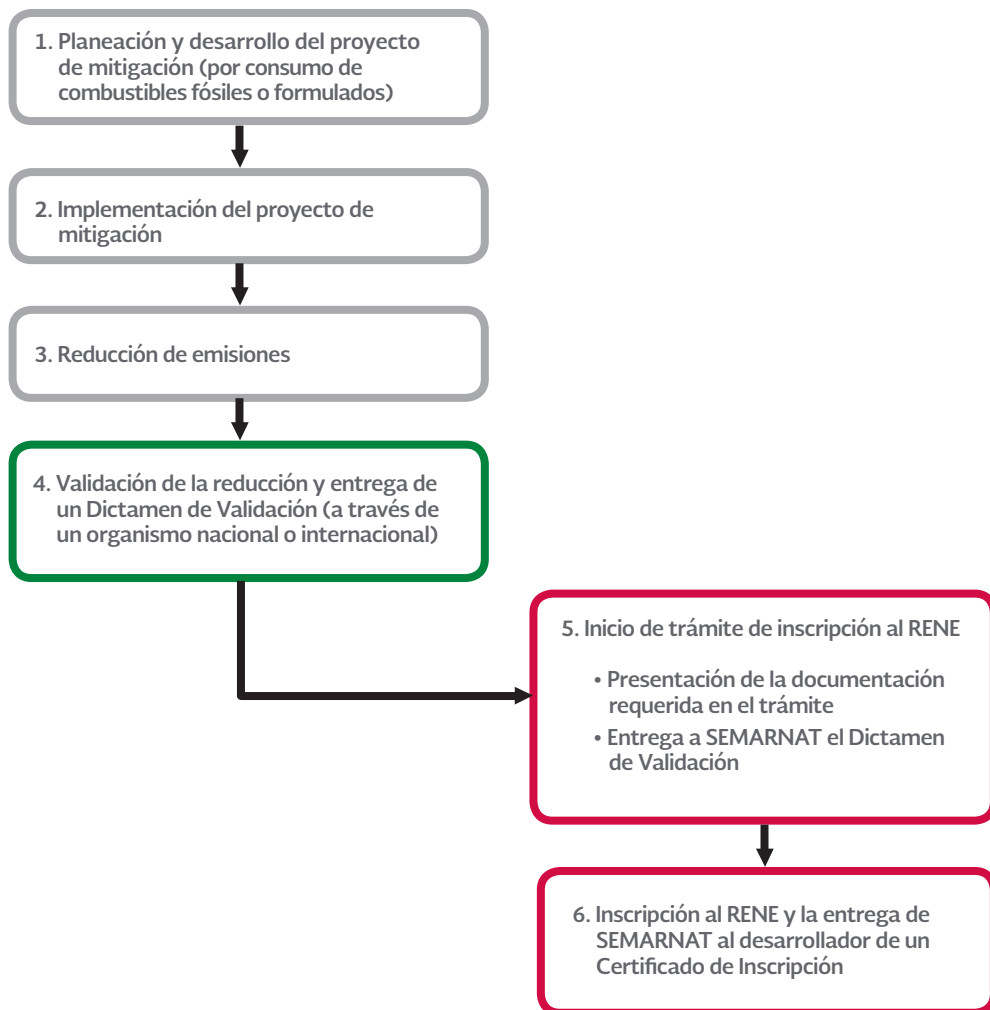 1. Planeación y desarrollo del proyecto
de mitigación (por consumo de
combustibles fósiles o formulados)
2. Implementación del proyecto de
mitigación
3. Reducción de emisiones
4. Validación de la reducción y entrega de
un Dictamen de Validación (a través de
un organismo nacional o internacional)
5. Inicio de trámite de inscripción al RENE
• Presentación de la documentación
requerida en el trámite
• Entrega a SEMARNAT el Dictamen
de Validación
6. Inscripción al RENE y la entrega de
SEMARNAT al desarrollador de un
Certificado de Inscripción